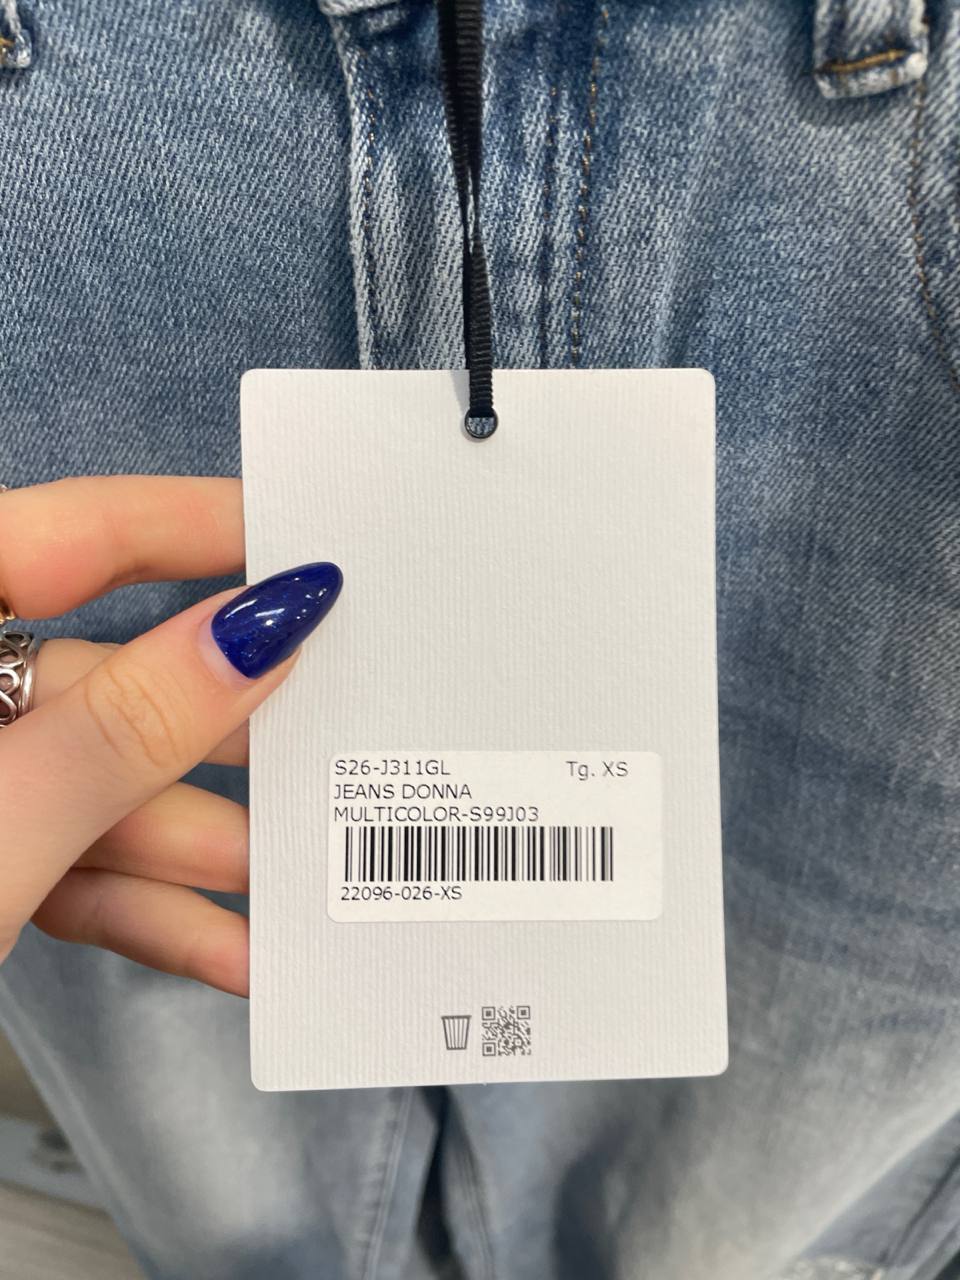 S26-J311GL Tg. XS
JEANS DONNA
MULTICOLOR-S99J03
22096-026-XS